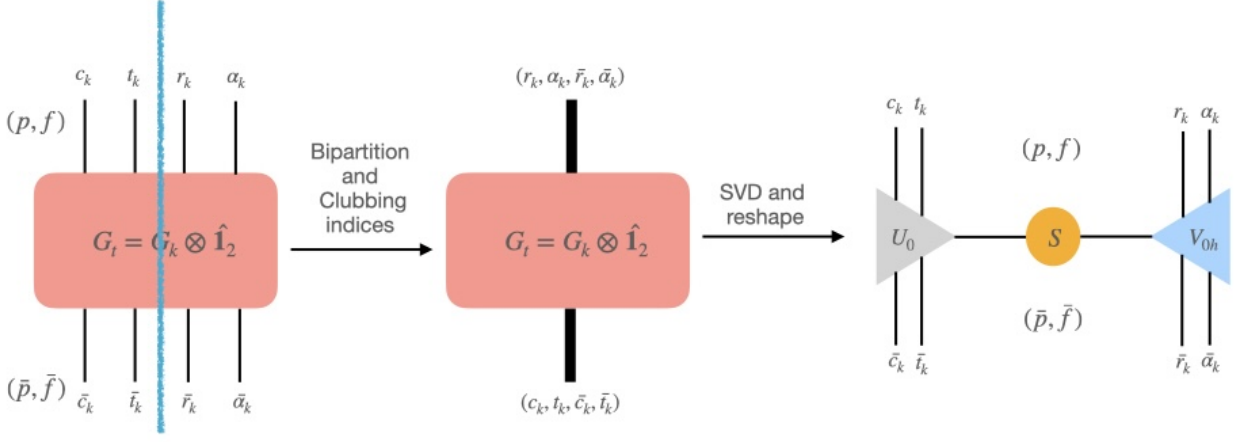 c_k t_k r_k α_k
(p, f)
G_t = G_k ⊗ 1̂_2
(p̄, f̄)
c̄_k t̄_k r̄_k ᾱ_k
Bipartition
and
Clubbing
indices
(r_k, α_k, r̄_k, ᾱ_k)
G_t = G_k ⊗ 1̂_2
(c_k, t_k, c̄_k, t̄_k)
SVD and
reshape
c_k t_k
r_k α_k
(p, f)
U_0
S
V_{0h}
(p̄, f̄)
c̄_k t̄_k
r̄_k ᾱ_k